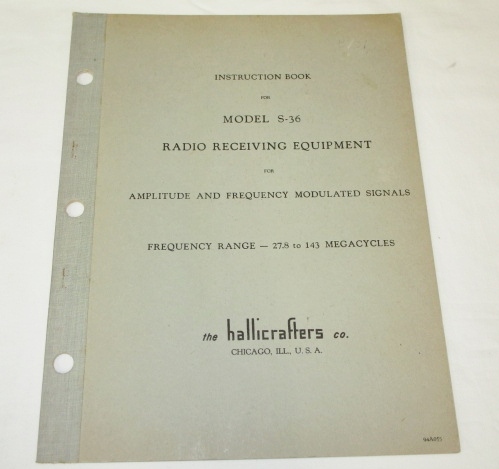 INSTRUCTION BOOK
FOR
MODEL S-36
RADIO RECEIVING EQUIPMENT
FOR
AMPLITUDE AND FREQUENCY MODULATED SIGNALS
FREQUENCY RANGE — 27.8 to 143 MEGACYCLES
the hallicrafters co.
CHICAGO, ILL., U. S. A.